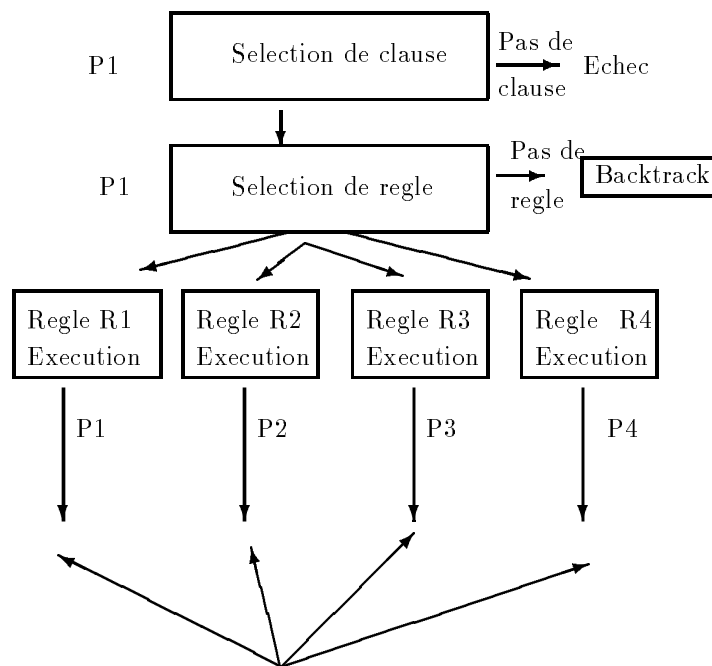 P1
Selection de clause
Pas de
clause
Echec
P1
Selection de regle
Pas de
regle
Backtrack
Regle R1
Execution
Regle R2
Execution
Regle R3
Execution
Regle R4
Execution
P1
P2
P3
P4